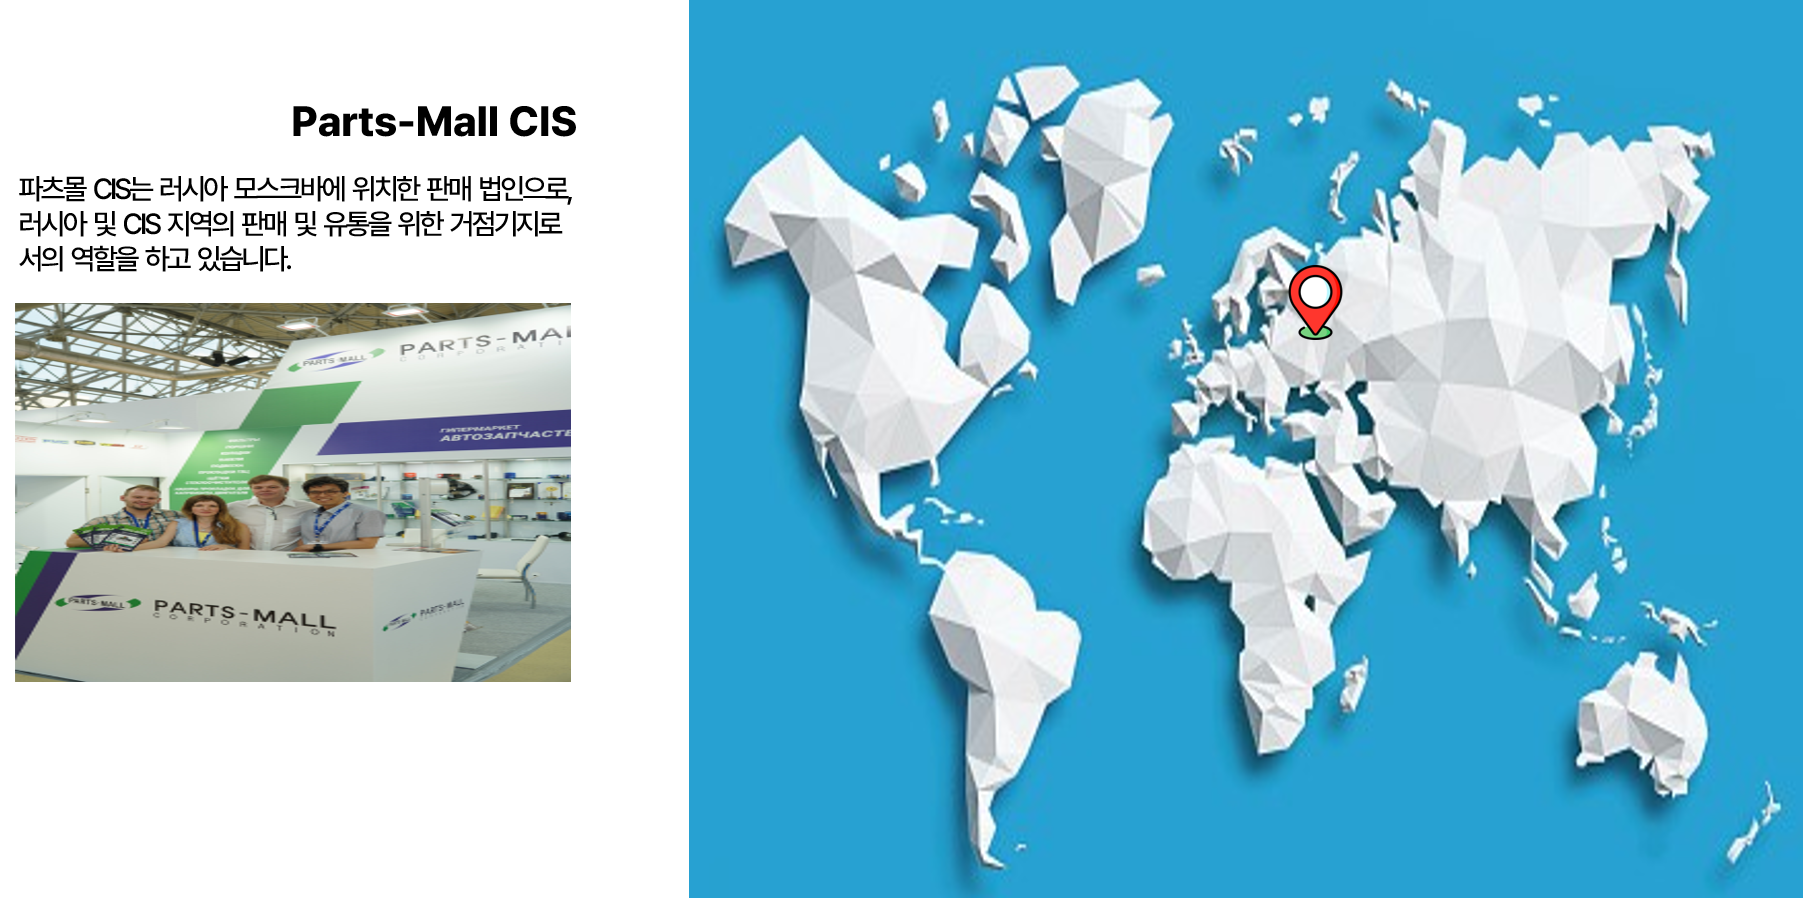 Parts-Mall CIS
파츠몰 CIS는 러시아 모스크바에 위치한 판매 법인으로,
러시아 및 CIS 지역의 판매 및 유통을 위한 거점기지로
서의 역할을 하고 있습니다.
PARTS-MALL
PARTS-MAL
CORPORATI
ГИПЕРМАРКЕТ
АВТОЗАПЧАСТЕ
PARTS-MALL
PARTS-MALL
CORPORATION
PARTS-MALL